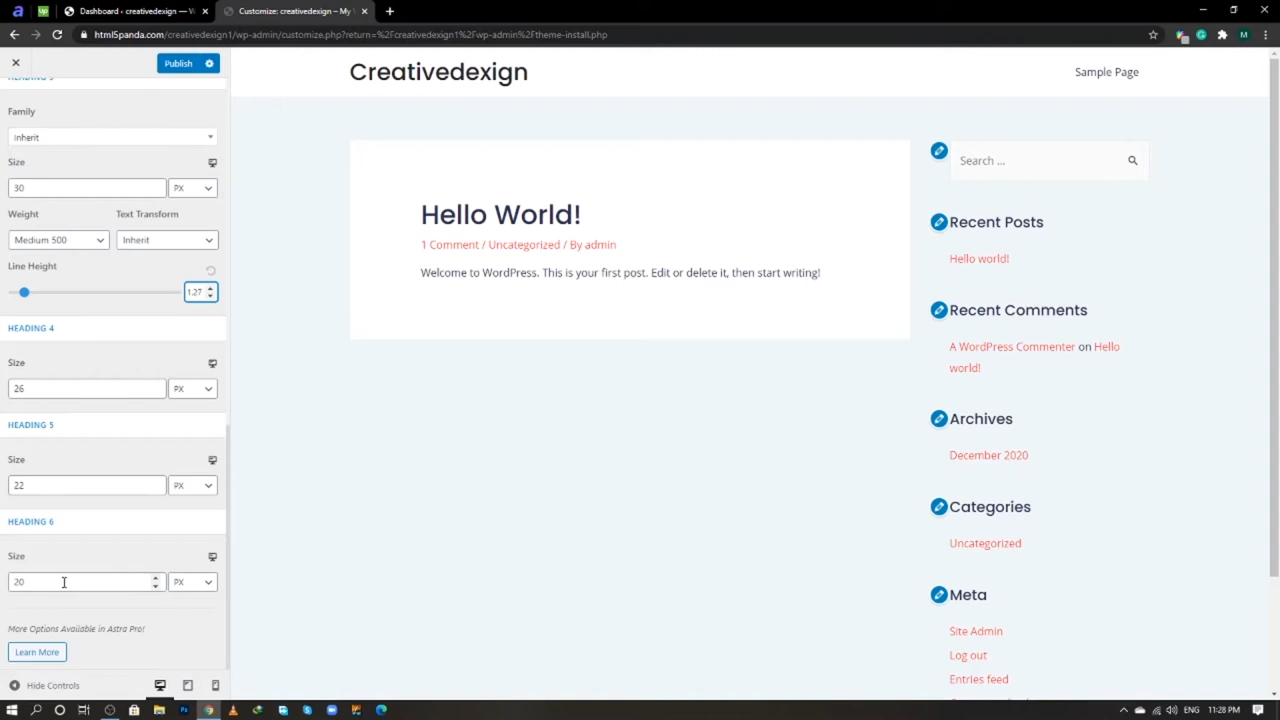 Dashboard ‹ creativedexign — W
Customize: creativedexign – My W
html5panda.com/creativedexign1/wp-admin/customize.php?return=%2Fcreativedexign1%2Fwp-admin%2Ftheme-install.php
M
Publish
Creativedexign
Sample Page
Family
Inherit
Size
30
PX
Weight
Text Transform
Medium 500
Inherit
Line Height
1.27
HEADING 4
Size
26
PX
HEADING 5
Size
22
PX
HEADING 6
Size
20
PX
More Options Available in Astra Pro!
Learn More
Hide Controls
Hello World!
1 Comment / Uncategorized / By admin
Welcome to WordPress. This is your first post. Edit or delete it, then start writing!
Search ...
Recent Posts
Hello world!
Recent Comments
A WordPress Commenter on Hello
world!
Archives
December 2020
Categories
Uncategorized
Meta
Site Admin
Log out
Entries feed
ENG
11:28 PM